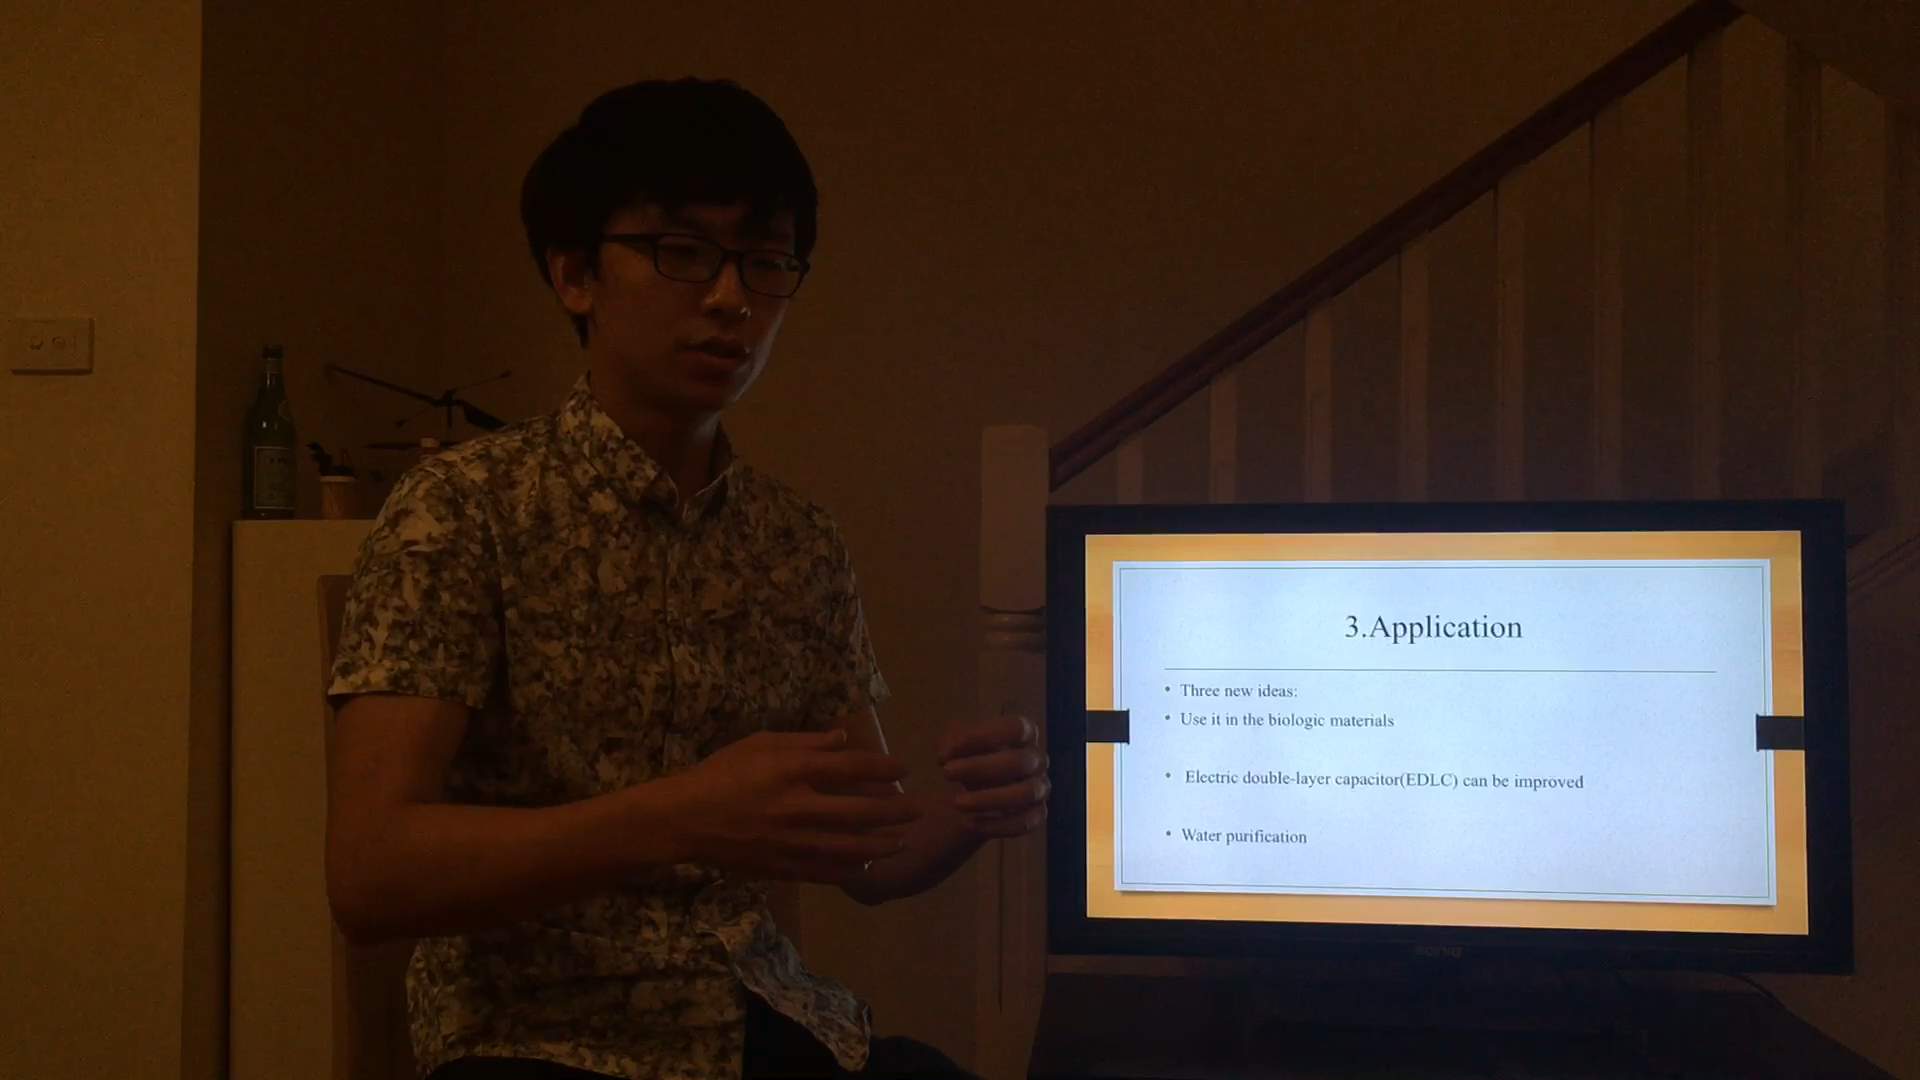 3.Application
• Three new ideas:
• Use it in the biologic materials
• Electric double-layer capacitor(EDLC) can be improved
• Water purification